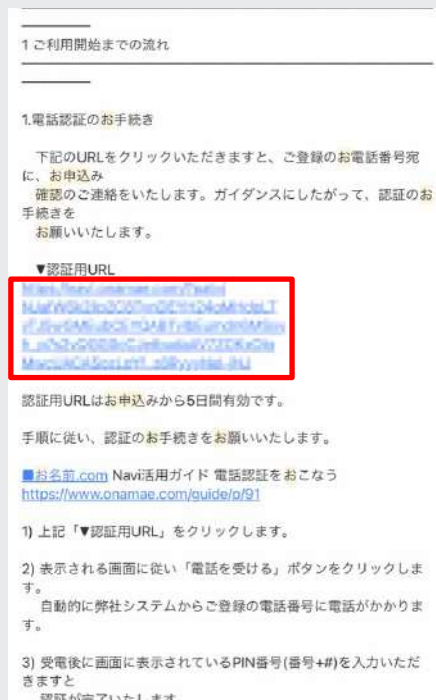 1 ご利用開始までの流れ
1.電話認証のお手続き
下記のURLをクリックいただきますと、ご登録のお電話番号宛
に、お申込み
確認のご連絡をいたします。ガイダンスにしたがって、認証のお
手続きを
お願いいたします。
▼認証用URL
認証用URLはお申込みから5日間有効です。
手順に従い、認証のお手続きをお願いいたします。
■お名前.com Navi活用ガイド 電話認証をおこなう
https://www.onamae.com/guide/p/91
1) 上記「▼認証用URL」をクリックします。
2) 表示される画面に従い「電話を受ける」ボタンをクリックしま
す。
自動的に弊社システムからご登録の電話番号に電話がかかりま
す。
3) 受電後に画面に表示されているPIN番号(番号+#)を入力いただ
きますと
認証が完了いたします